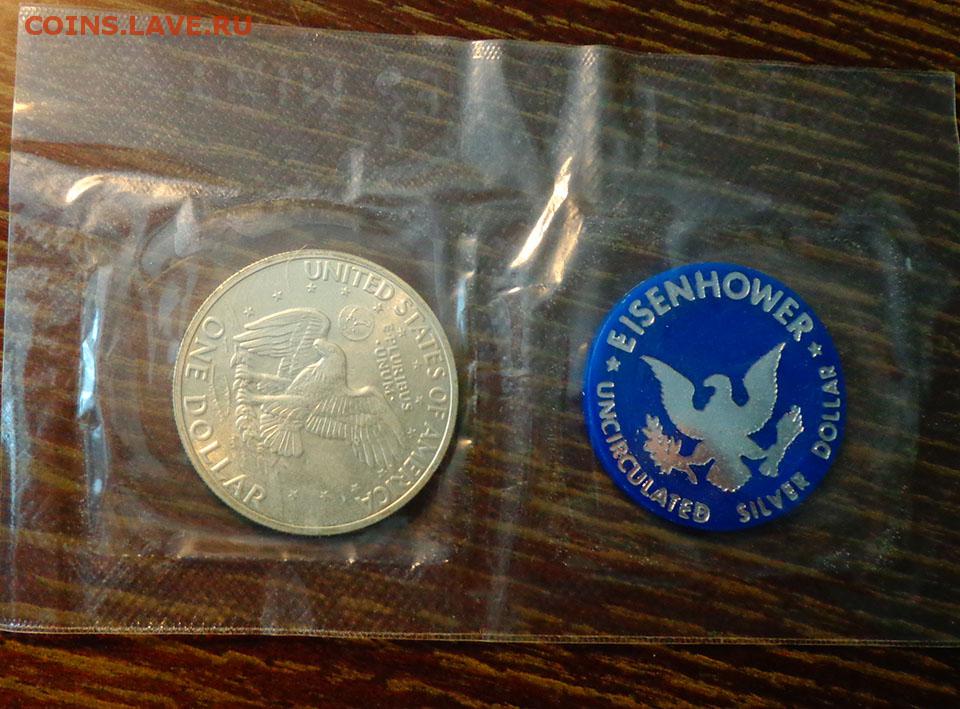 COINS.LAVE.RU
UNITED STATES OF AMERICA
E PLURIBUS
UNUM
ONE DOLLAR
EISENHOWER
UNCIRCULATED SILVER DOLLAR